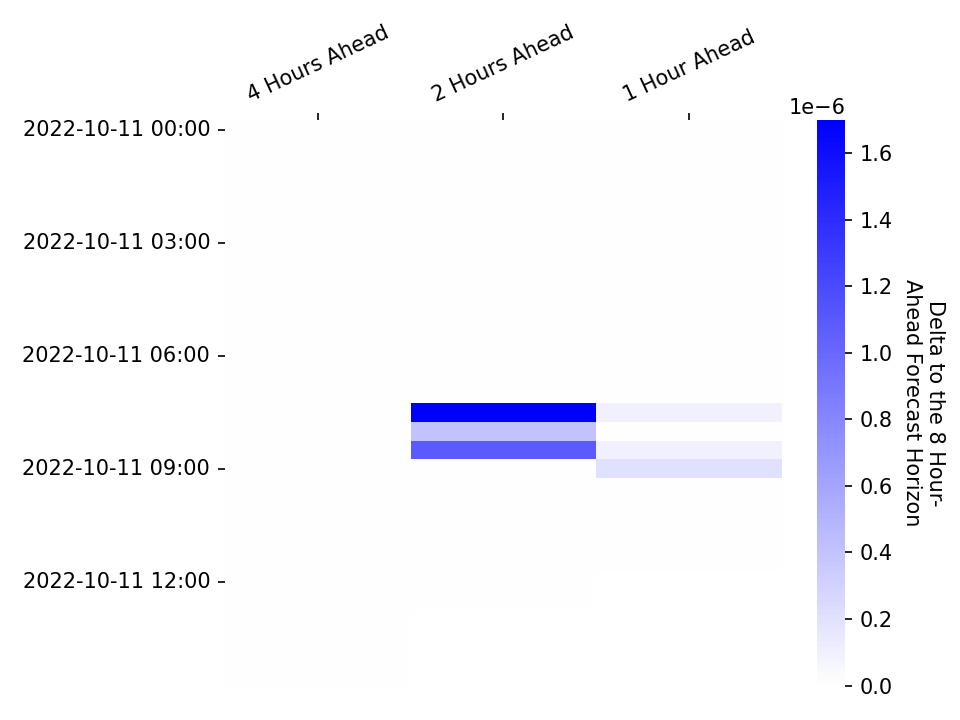 4 Hours Ahead
2 Hours Ahead
1 Hour Ahead
1e−6
2022-10-11 00:00
2022-10-11 03:00
2022-10-11 06:00
2022-10-11 09:00
2022-10-11 12:00
1.6
1.4
1.2
1.0
0.8
0.6
0.4
0.2
0.0
Delta to the 8 Hour-
Ahead Forecast Horizon